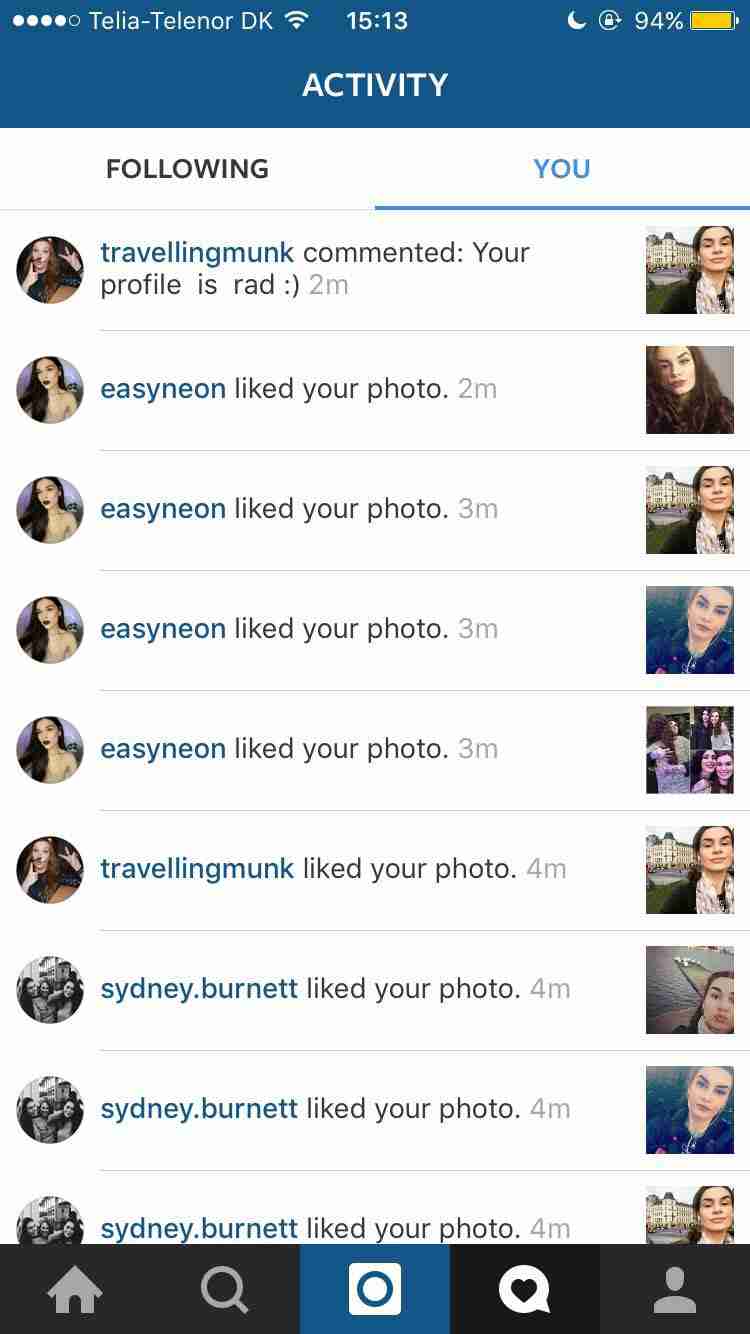 Telia-Telenor DK 15:13 94%
ACTIVITY
FOLLOWING YOU
travellingmunk commented: Your
profile is rad :) 2m
easyneon liked your photo. 2m
easyneon liked your photo. 3m
easyneon liked your photo. 3m
easyneon liked your photo. 3m
travellingmunk liked your photo. 4m
sydney.burnett liked your photo. 4m
sydney.burnett liked your photo. 4m
sydney.burnett liked your photo. 4m